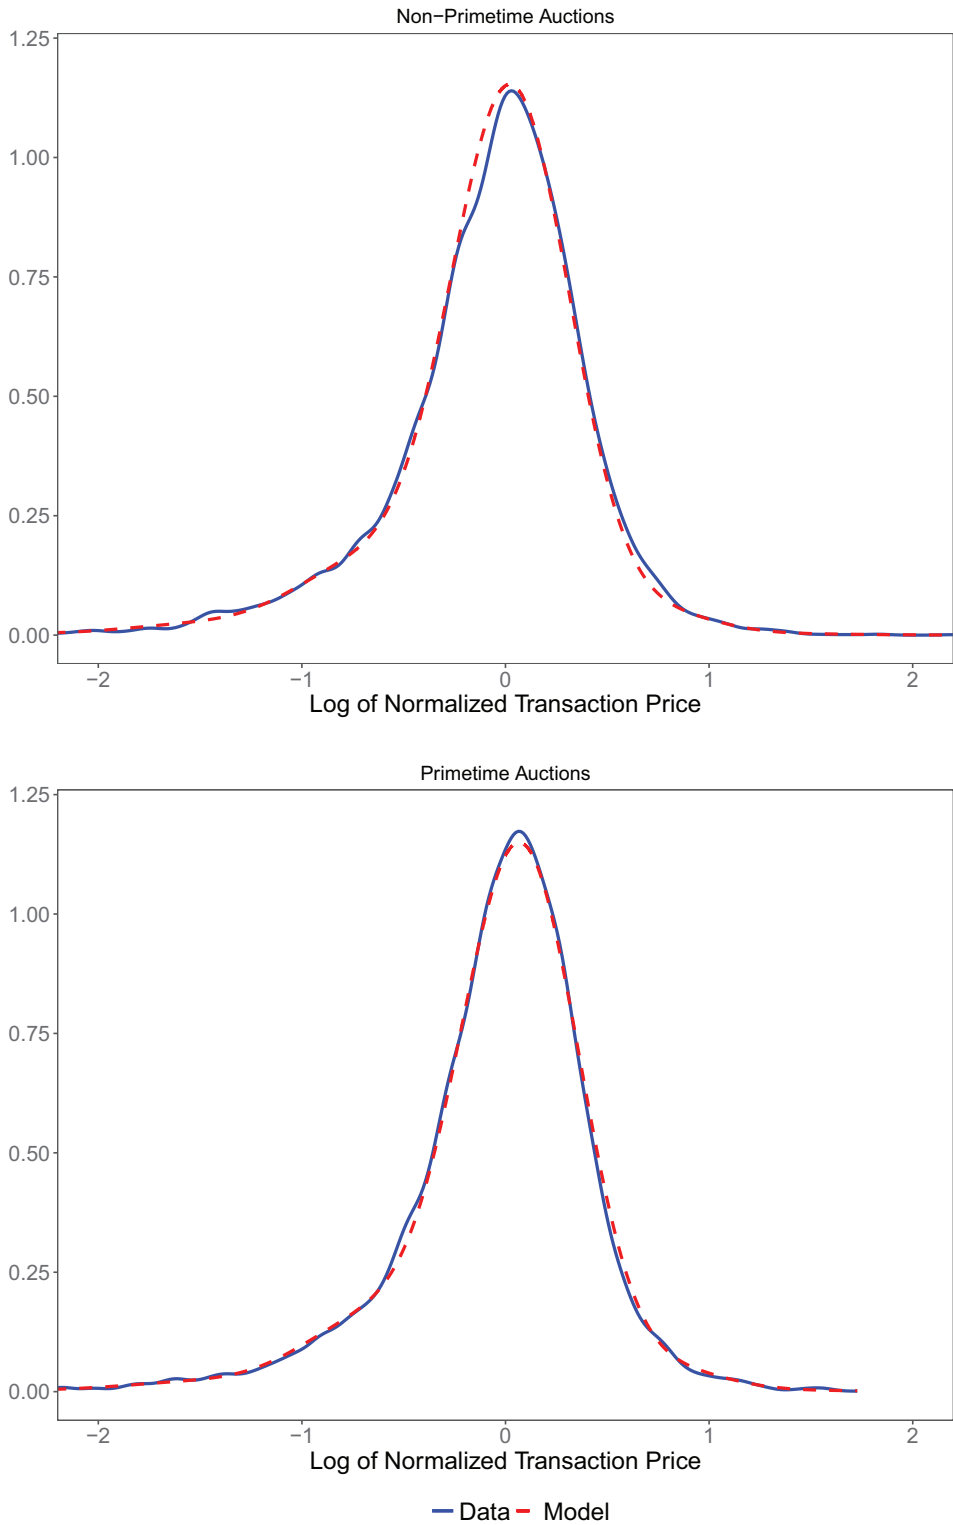 Non−Primetime Auctions
1.25
1.00
0.75
0.50
0.25
0.00
−2 −1 0 1 2
Log of Normalized Transaction Price
Primetime Auctions
1.25
1.00
0.75
0.50
0.25
0.00
−2 −1 0 1 2
Log of Normalized Transaction Price
Data Model